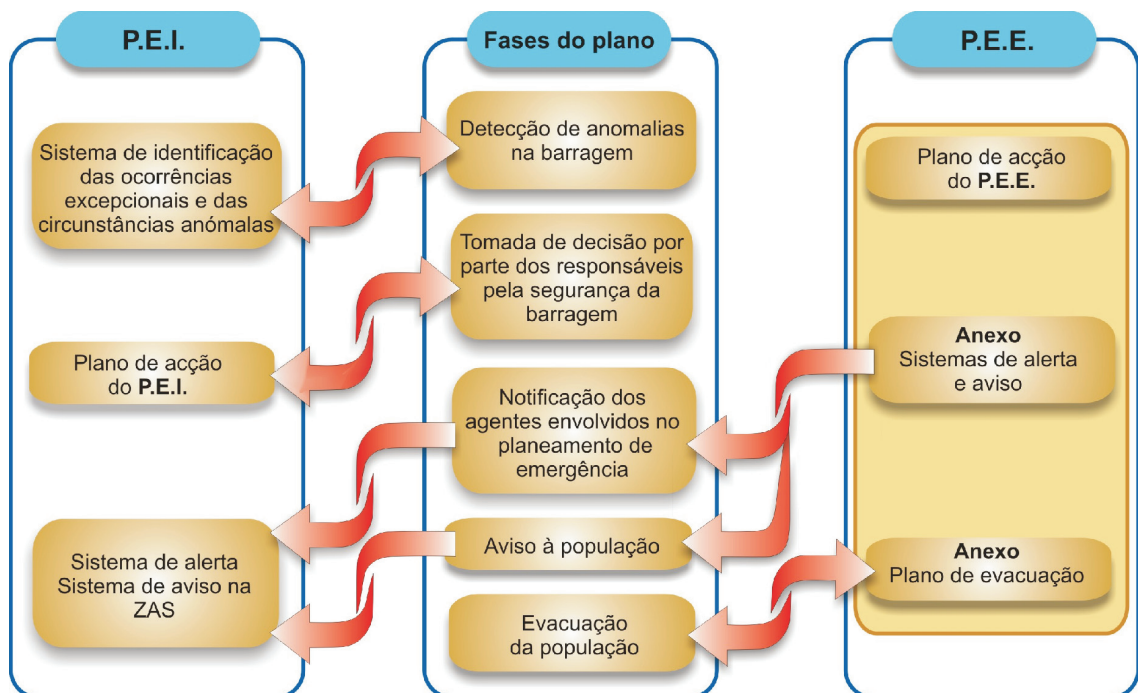 P.E.I.
Sistema de identificação
das ocorrências
excepcionais e das
circunstâncias anómalas
Plano de acção
do P.E.I.
Sistema de alerta
Sistema de aviso na
ZAS
Fases do plano
Detecção de anomalias
na barragem
Tomada de decisão por
parte dos responsáveis
pela segurança da
barragem
Notificação dos
agentes envolvidos no
planeamento de
emergência
Aviso à população
Evacuação
da população
P.E.E.
Plano de acção
do P.E.E.
Anexo
Sistemas de alerta
e aviso
Anexo
Plano de evacuação